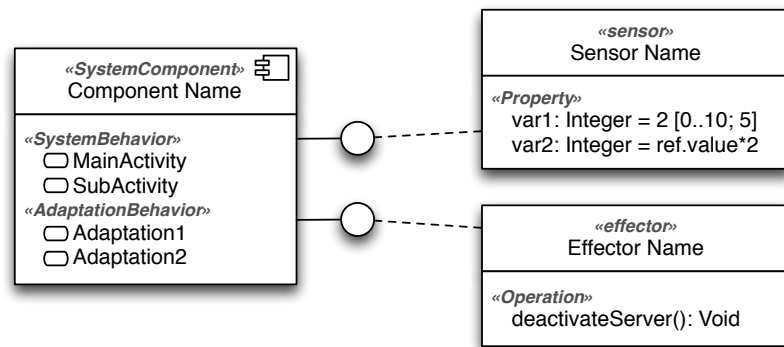 «SystemComponent»
Component Name
«SystemBehavior»
MainActivity
SubActivity
«AdaptationBehavior»
Adaptation1
Adaptation2
«sensor»
Sensor Name
«Property»
var1: Integer = 2 [0..10; 5]
var2: Integer = ref.value*2
«effector»
Effector Name
«Operation»
deactivateServer(): Void